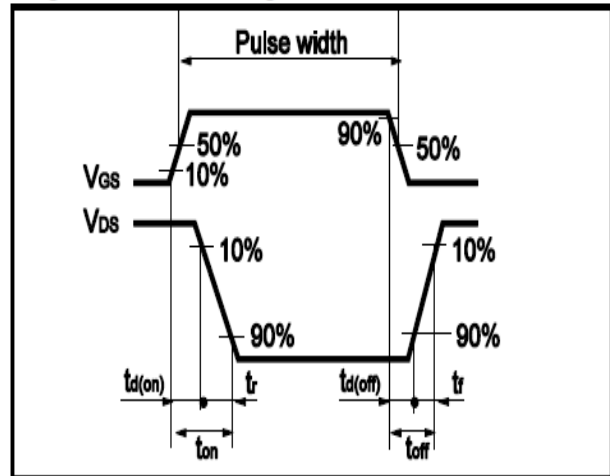 Pulse width
90%
50%
50%
10%
VGS
VDS
10%
10%
90%
90%
td(on)
tr
td(off)
tf
ton
toff